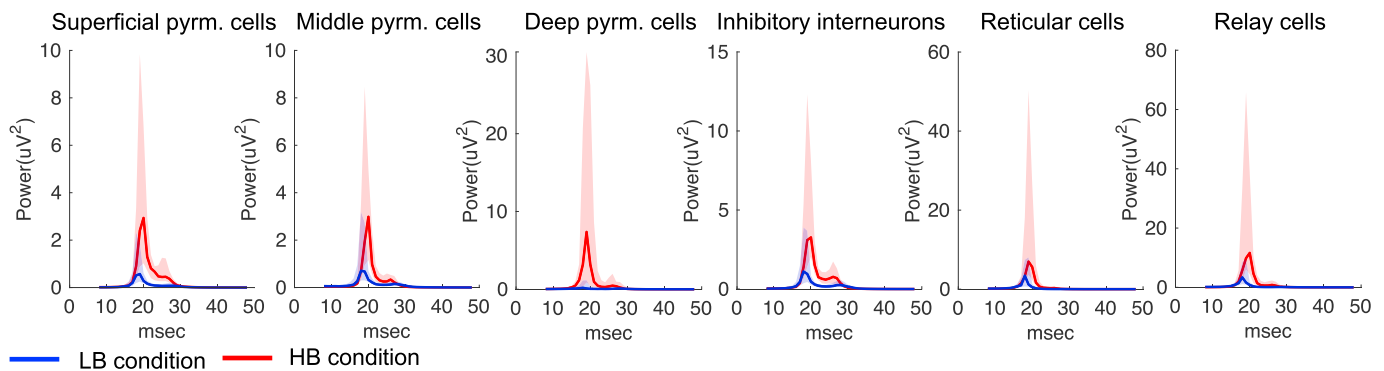 Superficial pyrm. cells
Middle pyrm. cells
Deep pyrm. cells
Inhibitory interneurons
Reticular cells
Relay cells
Power(uV2)
10
8
6
4
2
0
0 10 20 30 40 50
msec
Power(uV2)
10
8
6
4
2
0
0 10 20 30 40 50
msec
Power(uV2)
30
20
10
0
0 10 20 30 40 50
msec
Power(uV2)
15
10
5
0
0 10 20 30 40 50
msec
Power(uV2)
60
40
20
0
0 10 20 30 40 50
msec
Power(uV2)
80
60
40
20
0
0 10 20 30 40 50
msec
LB condition
HB condition